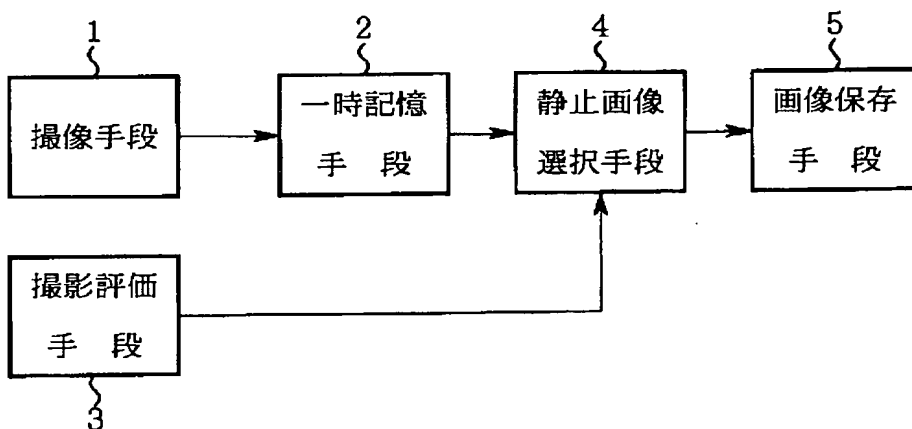 1
撮像手段
2
一時記憶
手 段
4
静止画像
選択手段
5
画像保存
手 段
撮影評価
手 段
3